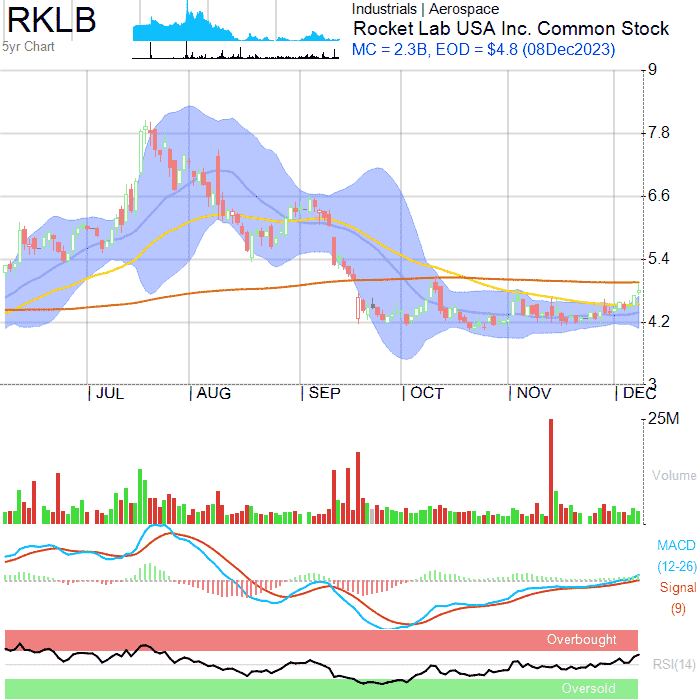 RKLB
5yr Chart
Industrials | Aerospace
Rocket Lab USA Inc. Common Stock
MC = 2.3B, EOD = $4.8 (08Dec2023)
9
7.8
6.6
5.4
4.2
3
JUL AUG SEP OCT NOV DEC
25M
Volume
MACD
(12-26)
Signal
(9)
Overbought
RSI(14)
Oversold